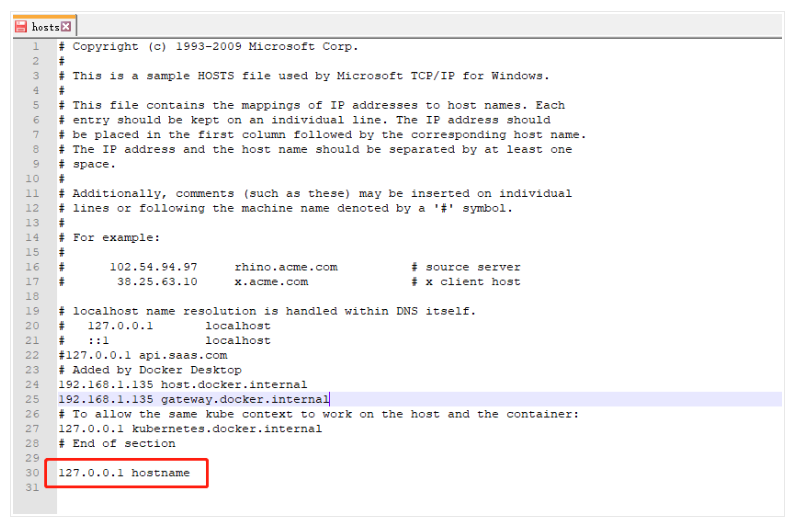 hosts
1 # Copyright (c) 1993-2009 Microsoft Corp.
2 #
3 # This is a sample HOSTS file used by Microsoft TCP/IP for Windows.
4 #
5 # This file contains the mappings of IP addresses to host names. Each
6 # entry should be kept on an individual line. The IP address should
7 # be placed in the first column followed by the corresponding host name.
8 # The IP address and the host name should be separated by at least one
9 # space.
10 #
11 # Additionally, comments (such as these) may be inserted on individual
12 # lines or following the machine name denoted by a '#' symbol.
13 #
14 # For example:
15 #
16 #      102.54.94.97     rhino.acme.com          # source server
17 #       38.25.63.10     x.acme.com              # x client host
18
19 # localhost name resolution is handled within DNS itself.
20 #   127.0.0.1       localhost
21 #   ::1             localhost
22 #127.0.0.1 api.saas.com
23 # Added by Docker Desktop
24 192.168.1.135 host.docker.internal
25 192.168.1.135 gateway.docker.internal
26 # To allow the same kube context to work on the host and the container:
27 127.0.0.1 kubernetes.docker.internal
28 # End of section
29
30 127.0.0.1 hostname
31